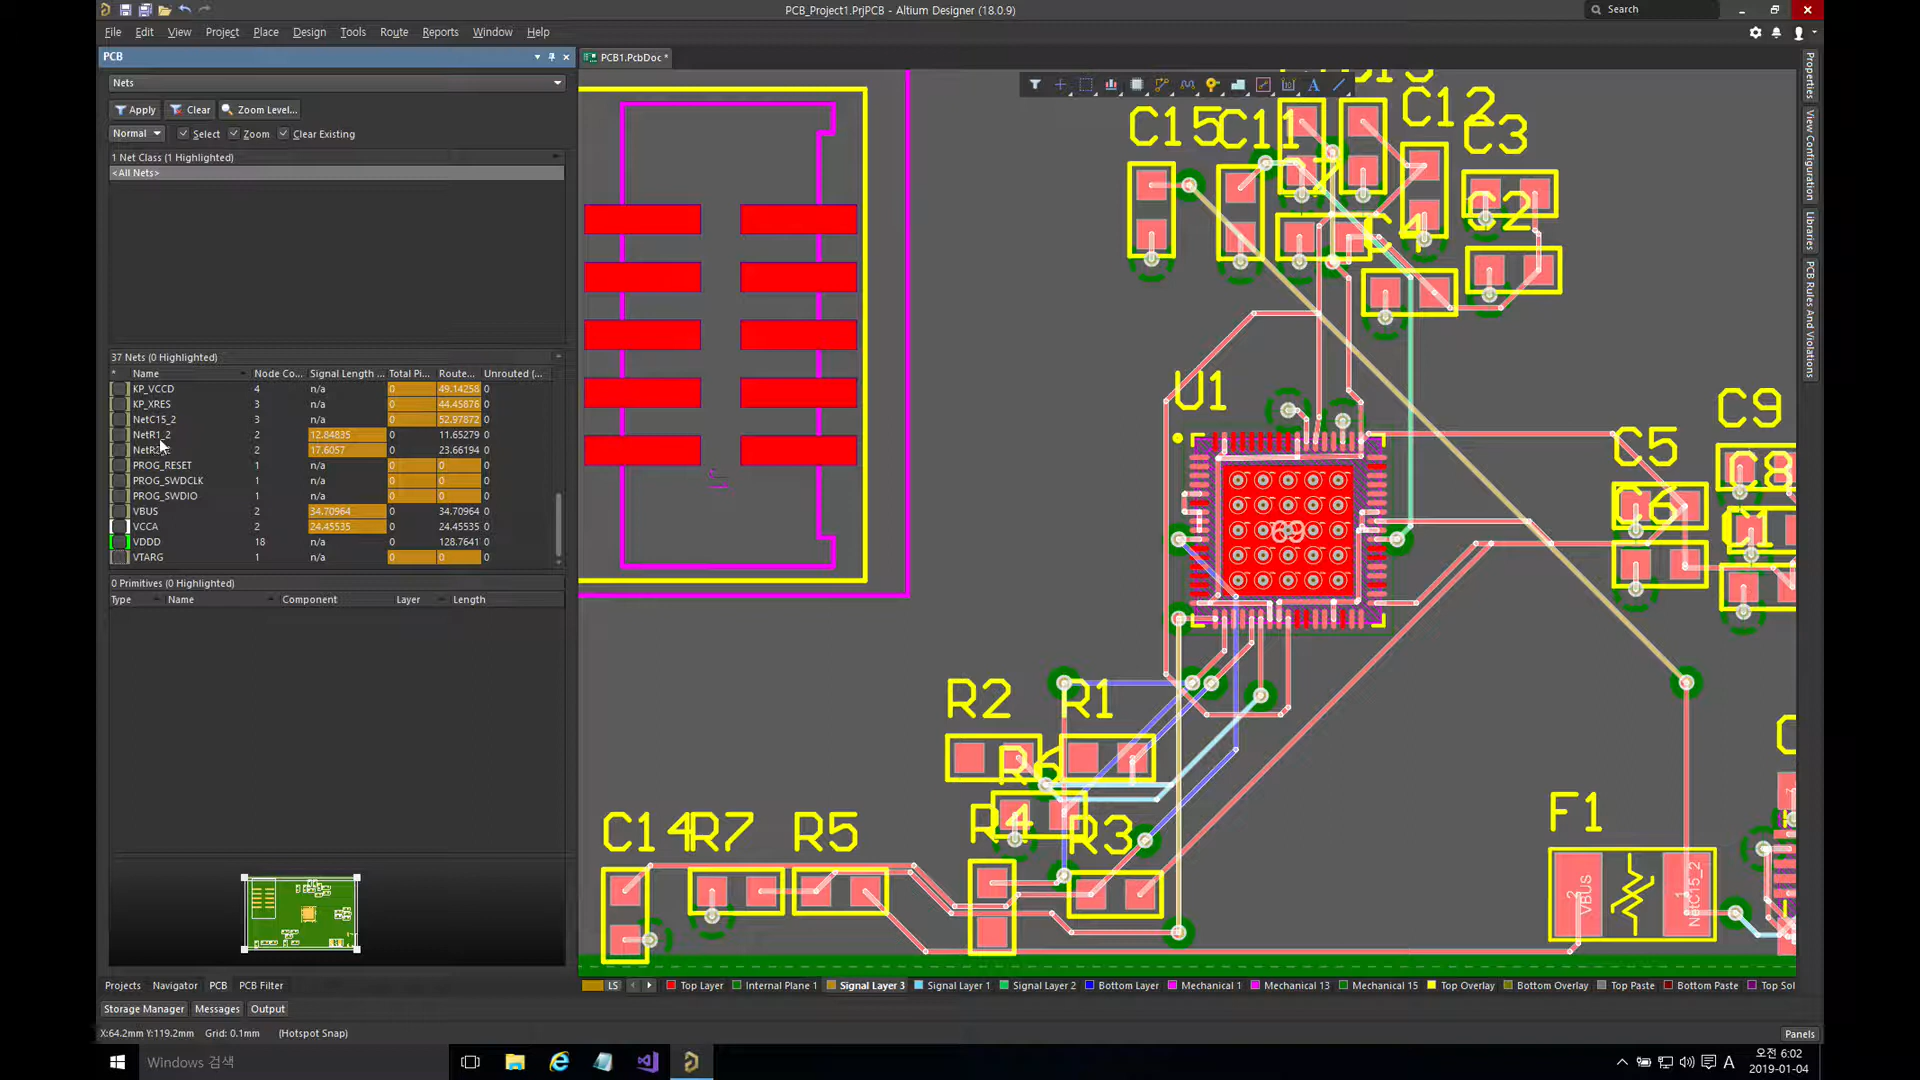 PCB_Project1.PrjPCB - Altium Designer (18.0.9)
Search
File Edit View Project Place Design Tools Route Reports Window Help
PCB
PCB1.PcbDoc *
Nets
Apply Clear Zoom Level...
Normal Select Zoom Clear Existing
1 Net Class (1 Highlighted)
<All Nets>
37 Nets (0 Highlighted)
* Name Node Co... Signal Length ... Total Pi... Route... Unrouted (...
KP_VCCD 4 n/a 0 49.14258 0
KP_XRES 3 n/a 0 44.45876 0
NetC15_2 3 n/a 0 52.97872 0
NetR1_2 2 12.84835 0 11.65279 0
2 17.6057 0 23.66194 0
PROG_RESET 1 n/a 0 0 0
PROG_SWDCLK 1 n/a 0 0 0
PROG_SWDIO 1 n/a 0 0 0
VBUS 2 34.70964 0 34.70964 0
VCCA 2 24.45535 0 24.45535 0
VDDD 18 n/a 0 128.7641 0
VTARG 1 n/a 0 0 0
0 Primitives (0 Highlighted)
Type Name Component Layer Length
C15
C11
C12
C3
C2
C4
U1
69
C9
C5
C8
C6
C1
R2
R1
R6
R4
R3
C14
R7
R5
F1
VBUS
NetC15_2
Properties
View Configuration
Libraries
PCB Rules And Violations
Projects Navigator PCB PCB Filter
LS Top Layer Internal Plane 1 Signal Layer 3 Signal Layer 1 Signal Layer 2 Bottom Layer Mechanical 1 Mechanical 13 Mechanical 15 Top Overlay Bottom Overlay Top Paste Bottom Paste Top Sol
Storage Manager Messages Output
X:64.2mm Y:119.2mm Grid: 0.1mm (Hotspot Snap)
Panels
Windows 검색
A
오전 6:02
2019-01-04